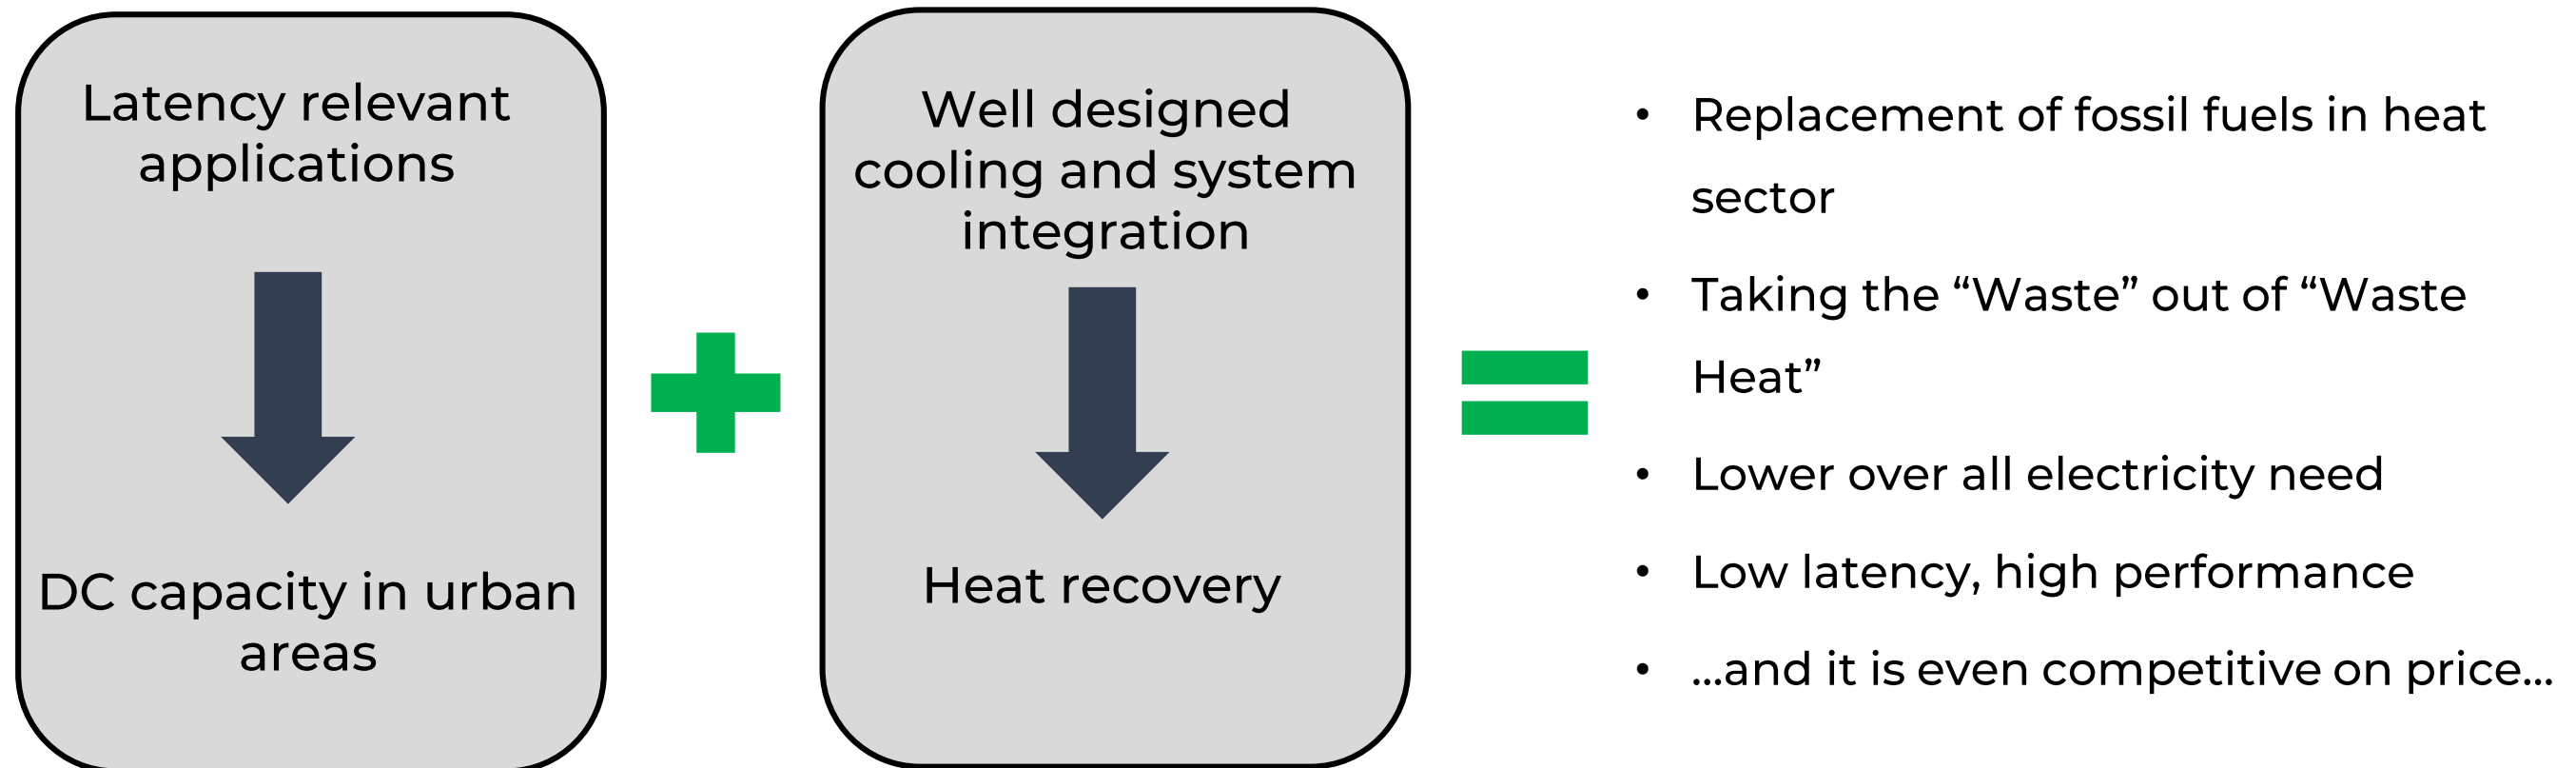 Latency relevant
applications
DC capacity in urban
areas
Well designed
cooling and system
integration
Heat recovery
• Replacement of fossil fuels in heat
sector
• Taking the “Waste” out of “Waste
Heat”
• Lower over all electricity need
• Low latency, high performance
• …and it is even competitive on price…